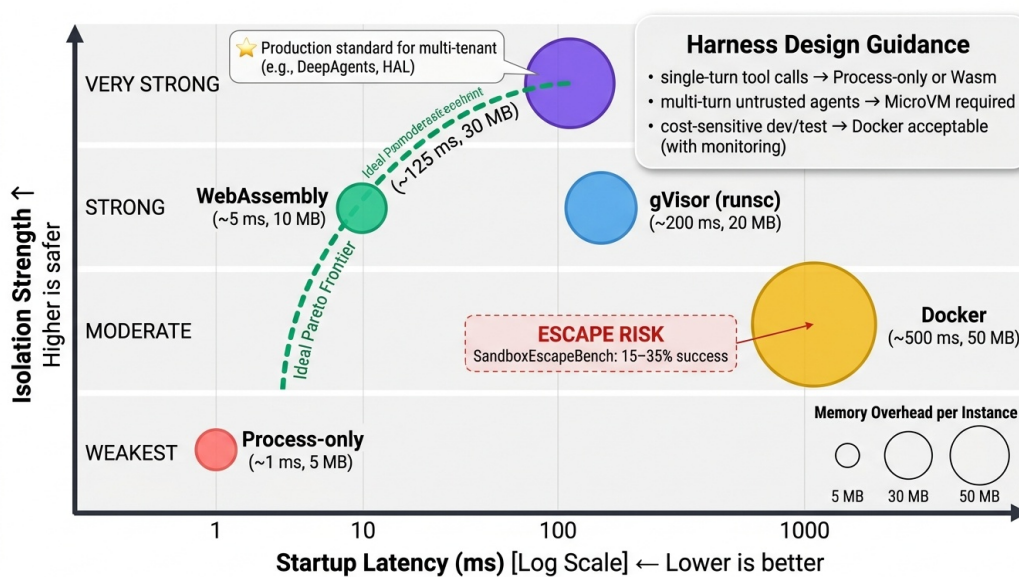 Production standard for multi-tenant
(e.g., DeepAgents, HAL)
Harness Design Guidance
• single-turn tool calls → Process-only or Wasm
• multi-turn untrusted agents → MicroVM required
• cost-sensitive dev/test → Docker acceptable
(with monitoring)
Isolation Strength ↑
Higher is safer
VERY STRONG
STRONG
MODERATE
WEAKEST
Ideal
(~125 ms, 30 MB)
WebAssembly
(~5 ms, 10 MB)
gVisor (runsc)
(~200 ms, 20 MB)
Ideal Pareto Frontier
ESCAPE RISK
SandboxEscapeBench: 15–35% success
Docker
(~500 ms, 50 MB)
Process-only
(~1 ms, 5 MB)
Memory Overhead per Instance
5 MB
30 MB
50 MB
1
10
100
1000
Startup Latency (ms) [Log Scale] ← Lower is better